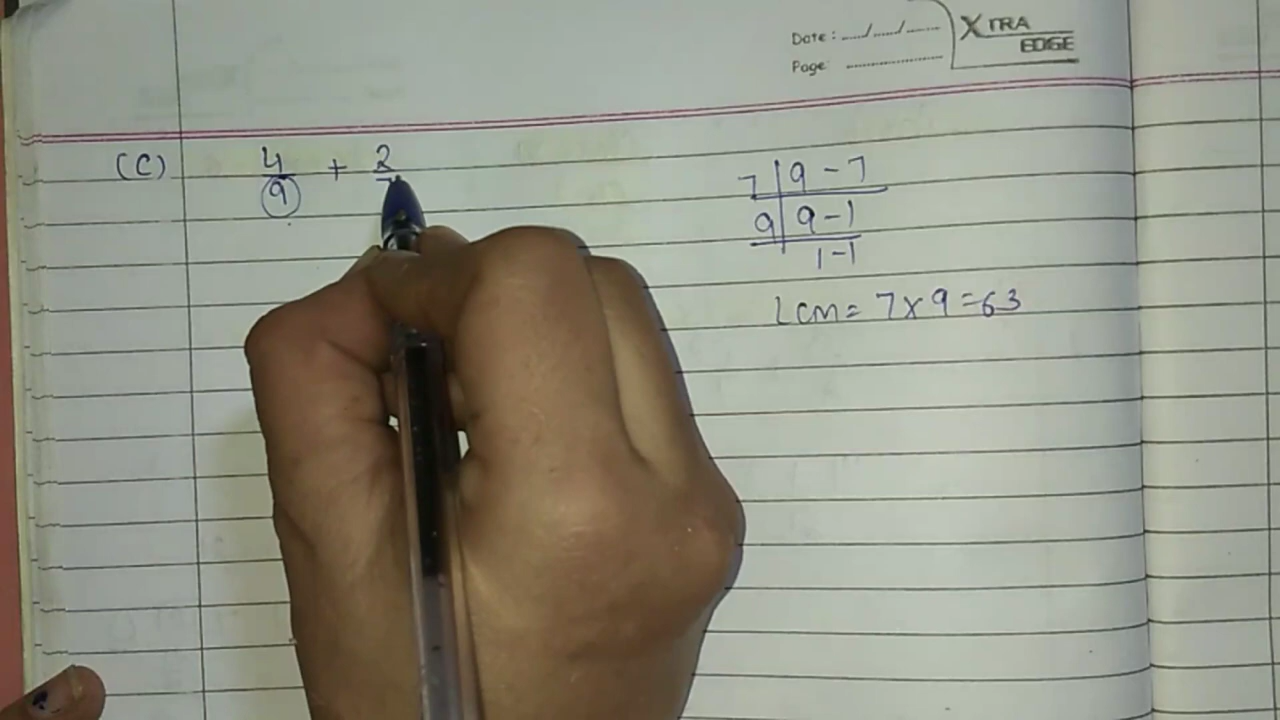 Date : ...../...../.......
XTRA
EDGE
Page: ......................
(C) 4/9 + 2/7
7 | 9 - 7
9 | 9 - 1
1 - 1
LCM = 7 x 9 = 63